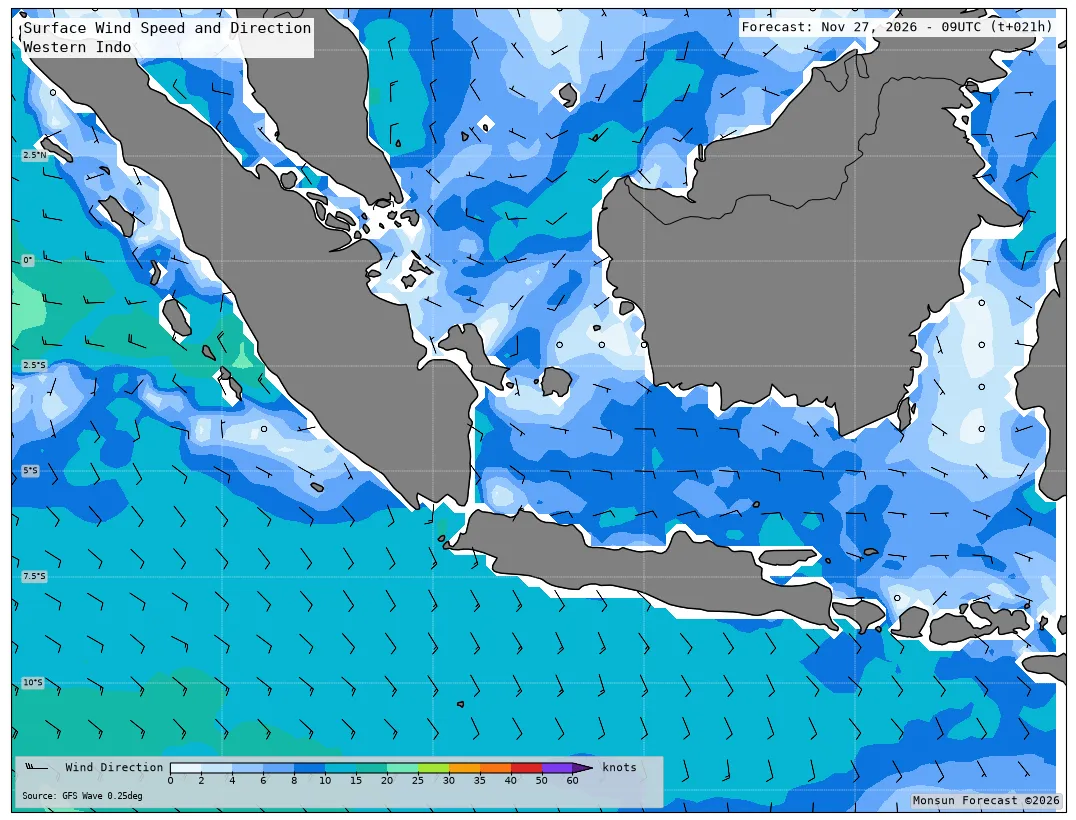 Surface Wind Speed and Direction
Western Indo
Forecast: Nov 27, 2026 - 09UTC (t+021h)
2.5°N
0°
2.5°S
5°S
7.5°S
10°S
Wind Direction
0 2 4 6 8 10 15 20 25 30 35 40 50 60
knots
Source: GFS Wave 0.25deg
Monsun Forecast ©2026